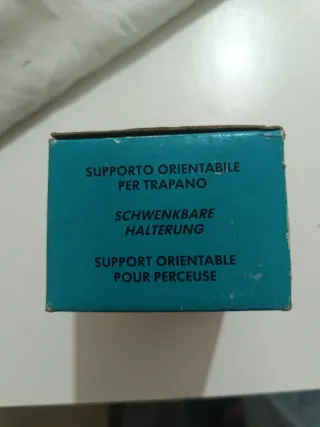 SUPPORTO ORIENTABILE
PER TRAPANO
SCHWENKBARE
HALTERUNG
SUPPORT ORIENTABLE
POUR PERCEUSE